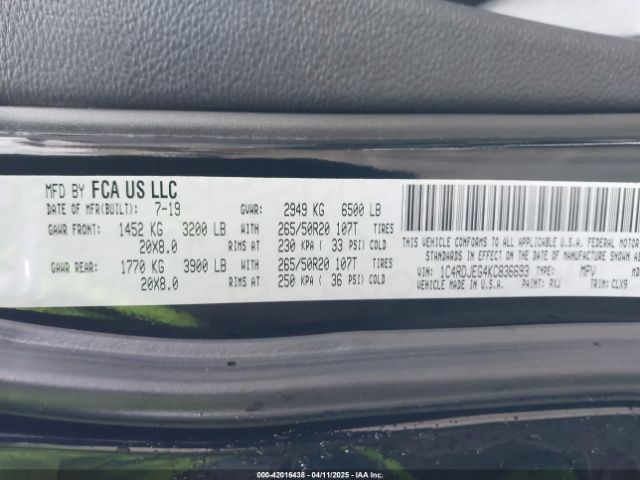 MFD BY FCA US LLC
DATE OF MFR(BUILT): 7-19 GVWR: 2949 KG 6500 LB
GAWR FRONT: 1452 KG 3200 LB WITH 265/50R20 107T TIRES
20X8.0 RIMS AT 230 KPA ( 33 PSI) COLD
GAWR REAR: 1770 KG 3900 LB WITH 265/50R20 107T TIRES
20X8.0 RIMS AT 250 KPA ( 36 PSI) COLD
THIS VEHICLE CONFORMS TO ALL APPLICABLE U.S.A. FEDERAL MOTOR
STANDARDS IN EFFECT ON THE DATE OF
VIN: 1C4RDJEG4KC836693 TYPE: MPV
VEHICLE MADE IN U.S.A. PAINT: PXJ TRIM: CLX9
000-42016438 - 04/11/2025 - IAA Inc.